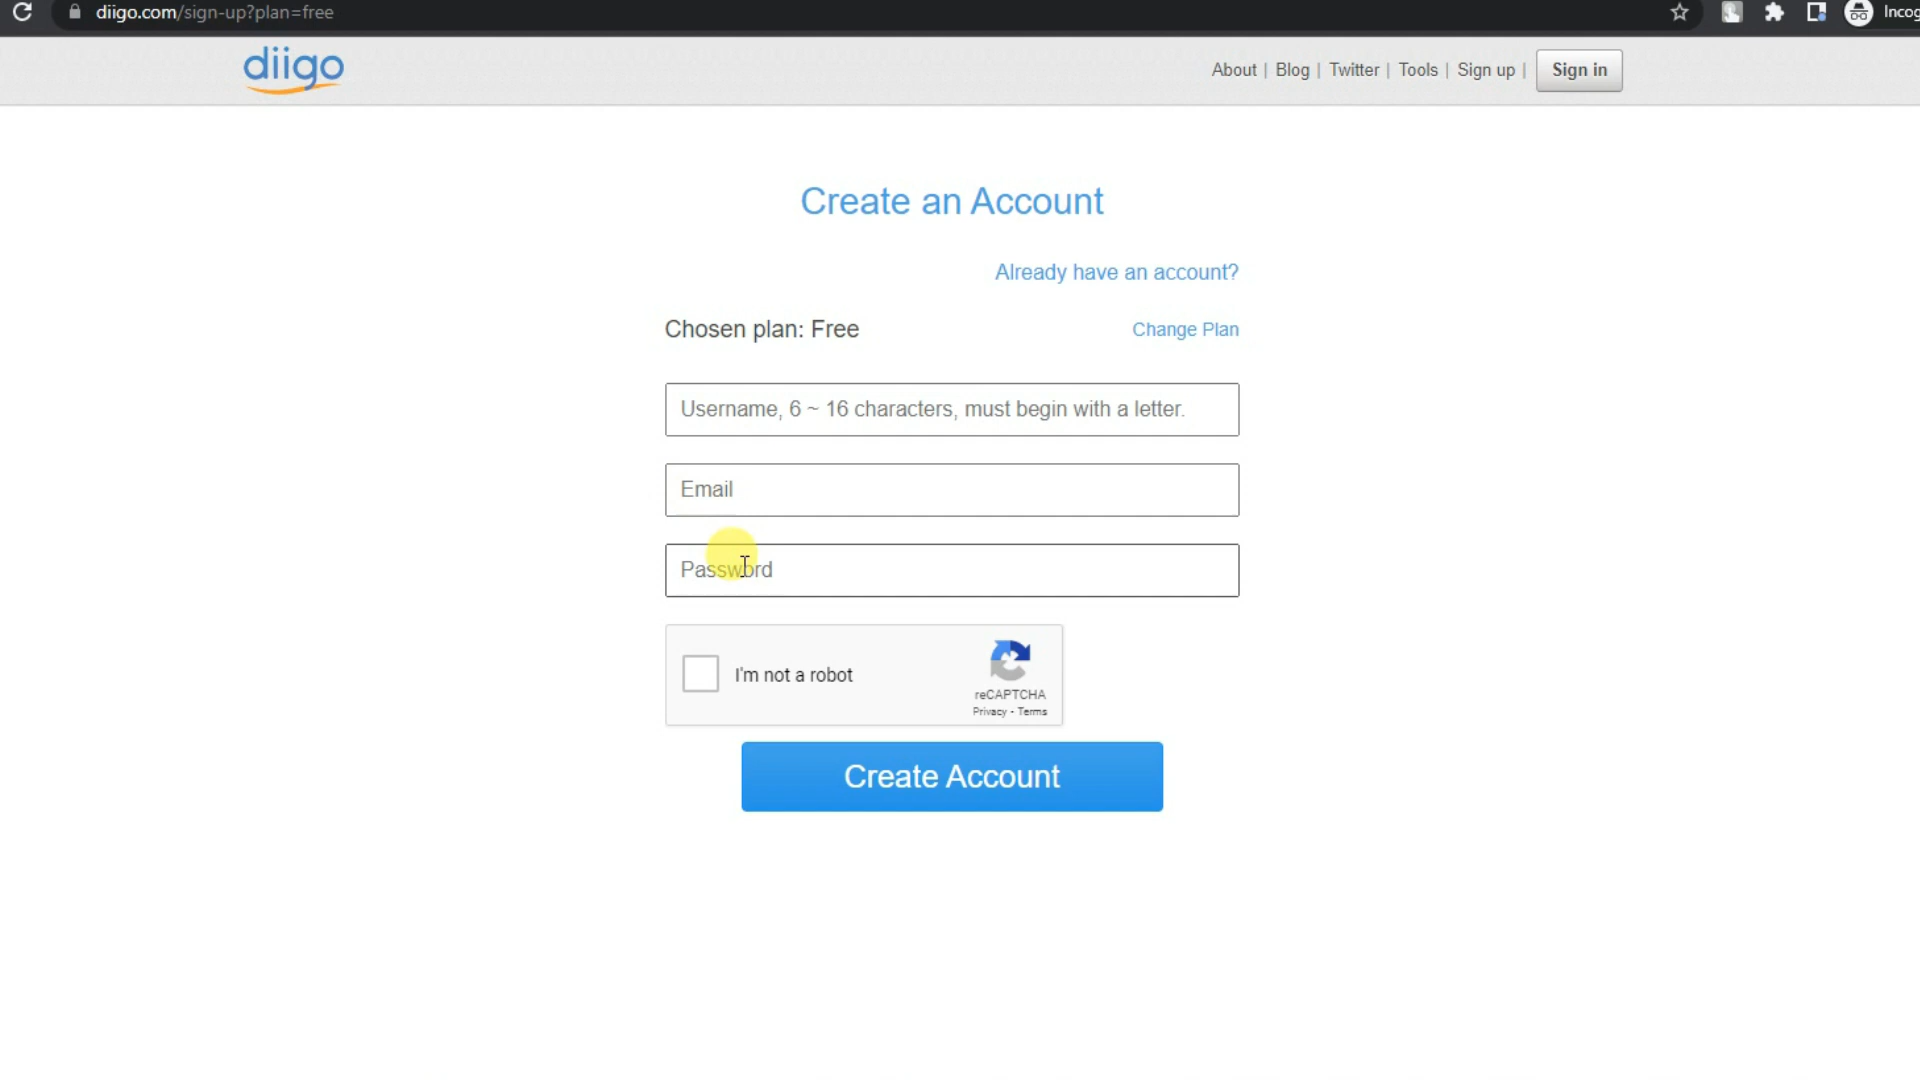 diigo.com/sign-up?plan=free
Incog
diigo
About | Blog | Twitter | Tools | Sign up | Sign in
Create an Account
Already have an account?
Chosen plan: Free
Change Plan
Username, 6 ~ 16 characters, must begin with a letter.
Email
Password
I'm not a robot
reCAPTCHA
Privacy - Terms
Create Account